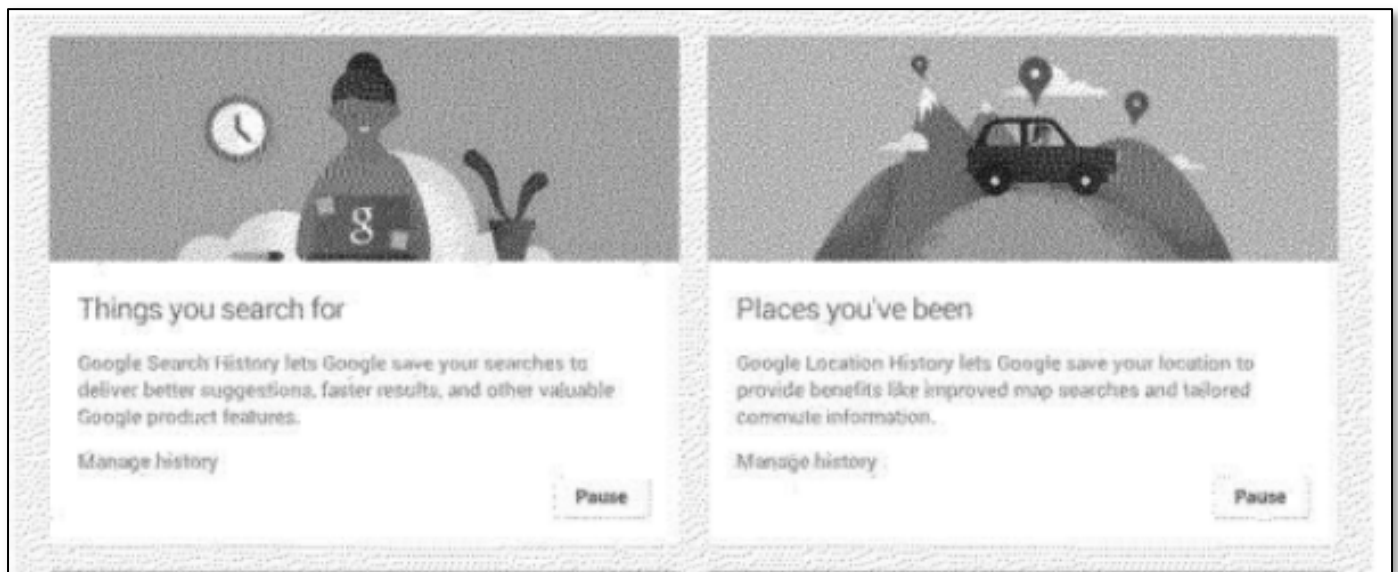 g
Things you search for
Google Search History lets Google save your searches to
deliver better suggestions, faster results, and other valuable
Google product features.
Manage history
Pause
Places you've been
Google Location History lets Google save your location to
provide benefits like improved map searches and tailored
commute information.
Manage history
Pause